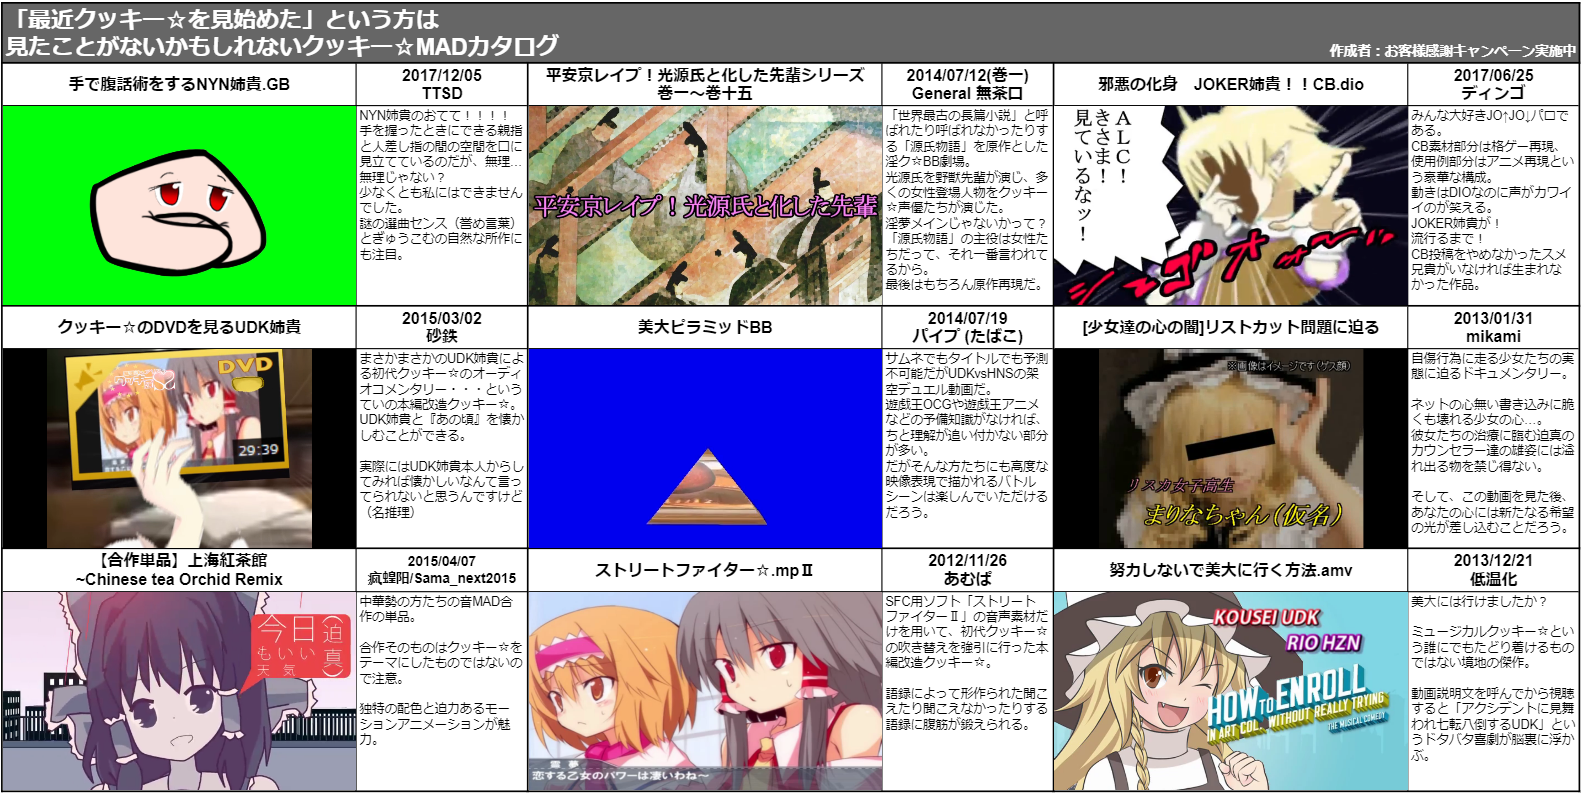 「最近クッキー☆を見始めた」という方は
見たことがないかもしれないクッキー☆MADカタログ
作成者：お客様感謝キャンペーン実施中
手で腹話術をするNYN姉貴.GB
2017/12/05
TTSD
NYN姉貴のおてて！！！！
手を握ったときにできる親指
と人差し指の間の空間を口に
見立てているのだが、無理…
無理じゃない？
少なくとも私にはできません
でした。
謎の選曲センス（誉め言葉）
とぎゅうこむの自然な所作に
も注目。
平安京レイプ！光源氏と化した先輩シリーズ
巻一～巻十五
2014/07/12(巻一)
General 無茶口
平安京レイプ！光源氏と化した先輩
「世界最古の長篇小説」と呼
ばれたり呼ばれなかったりす
る「源氏物語」を原作とした
淫ク☆BB劇場。
光源氏を野獣先輩が演じ、多
くの女性登場人物をクッキー
☆声優たちが演じた。
淫夢メインじゃないかって？
「源氏物語」の主役は女性た
ちだって、それ一番言われて
るから。
最後はもちろん原作再現だ。
邪悪の化身　JOKER姉貴！！CB.dio
2017/06/25
ディンゴ
ALC！
きさま！
見ているなッ！
みんな大好きJO↑JO↓パロで
ある。
CB素材部分は格ゲー再現、
使用例部分はアニメ再現とい
う豪華な構成。
動きはDIOなのに声がカワイ
イのが笑える。
JOKER姉貴が！
流行るまで！
CB投稿をやめなかったスメ
兄貴がいなければ生まれな
かった作品。
クッキー☆のDVDを見るUDK姉貴
2015/03/02
砂鉄
DVD
29:39
まさかまさかのUDK姉貴によ
る初代クッキー☆のオーディ
オコメンタリー・・・という
ていの本編改造クッキー☆。
UDK姉貴と『あの頃』を懐か
しむことができる。
実際にはUDK姉貴本人からし
てみれば懐かしいなんて言っ
てられないと思うんですけど
（名推理）
美大ピラミッドBB
2014/07/19
パイプ (たばこ)
サムネでもタイトルでも予測
不可能だがUDKvsHNSの架
空デュエル動画だ。
遊戯王OCGや遊戯王アニメ
などの予備知識がなければ、
ちと理解が追い付かない部分
が多い。
だがそんな方たちにも高度な
映像表現で描かれるバトル
シーンは楽しんでいただける
だろう。
[少女達の心の闇]リストカット問題に迫る
2013/01/31
mikami
※画像はイメージです（ゲス顔）
リスカ女子高生
まりなちゃん（仮名）
自傷行為に走る少女たちの実
態に迫るドキュメンタリー。
ネットの心無い書き込みに脆
くも壊れる少女の心…。
彼女たちの治療に臨む迫真の
カウンセラー達の雄姿には溢
れ出る物を禁じ得ない。
そして、この動画を見た後、
あなたの心には新たなる希望
の光が差し込むことだろう。
【合作単品】上海紅茶館
~Chinese tea Orchid Remix
2015/04/07
疯蝗阳/Sama_next2015
今日
もいい
天気
（迫真）
中華勢の方たちの音MAD合
作の単品。
合作そのものはクッキー☆を
テーマにしたものではないの
で注意。
独特の配色と迫力あるモー
ションアニメーションが魅
力。
ストリートファイター☆.mpⅡ
2012/11/26
あむぱ
霊　夢
恋する乙女のパワーは凄いわね～
SFC用ソフト「ストリート
ファイターⅡ」の音声素材だ
けを用いて、初代クッキー☆
の吹き替えを強引に行った本
編改造クッキー☆。
語録によって形作られた聞こ
えたり聞こえなかったりする
語録に腹筋が鍛えられる。
努力しないで美大に行く方法.amv
2013/12/21
低温化
KOUSEI UDK
RIO HZN
HOW TO ENROLL
IN ART COL. WITHOUT REALLY TRYING
THE MUSICAL COMEDY
美大には行けましたか？
ミュージカルクッキー☆とい
う誰にでもたどり着けるもの
ではない境地の傑作。
動画説明文を呼んでから視聴
すると「アクシデントに見舞
われ七転八倒するUDK」とい
うドタバタ喜劇が脳裏に浮か
ぶ。